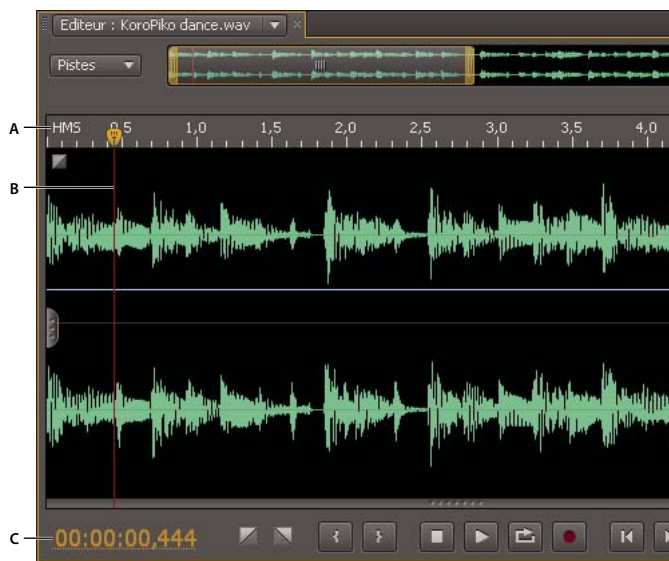 Editeur : KoroPiko dance.wav
Pistes
A
HMS 0,5 1,0 1,5 2,0 2,5 3,0 3,5 4,0
B
C
00:00:00,444